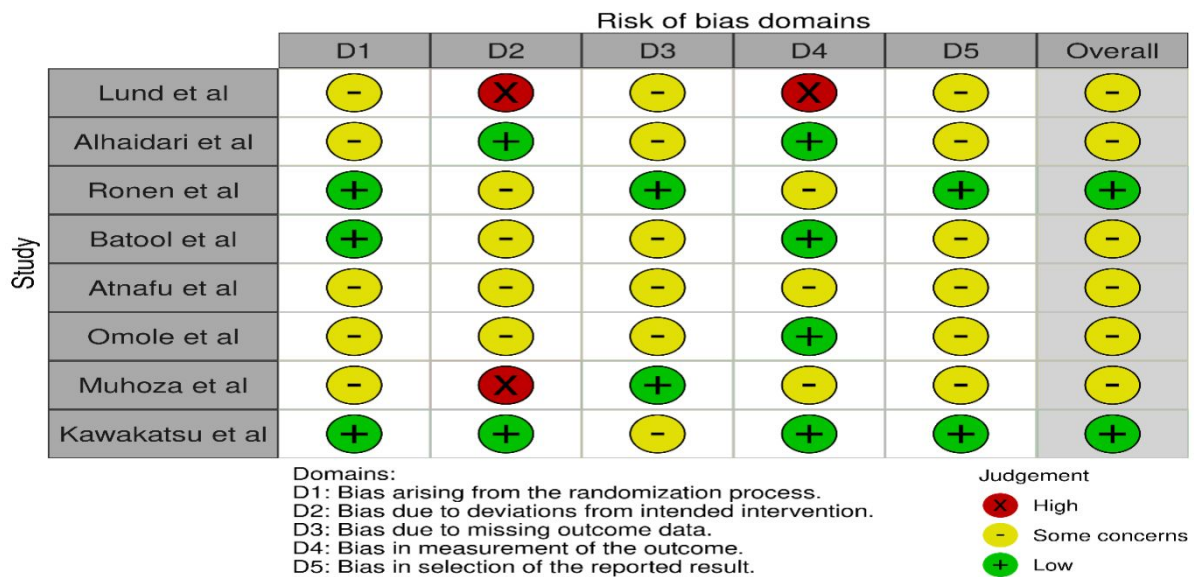 Risk of bias domains
D1 D2 D3 D4 D5 Overall
Study
Lund et al - X - X - -
Alhaidari et al - + - + - -
Ronen et al + - + - + +
Batool et al + - - + - -
Atnafu et al - - - - - -
Omole et al - - - + - -
Muhoza et al - X + - - -
Kawakatsu et al + + - + + +
Domains:
D1: Bias arising from the randomization process.
D2: Bias due to deviations from intended intervention.
D3: Bias due to missing outcome data.
D4: Bias in measurement of the outcome.
D5: Bias in selection of the reported result.
Judgement
X High
- Some concerns
+ Low